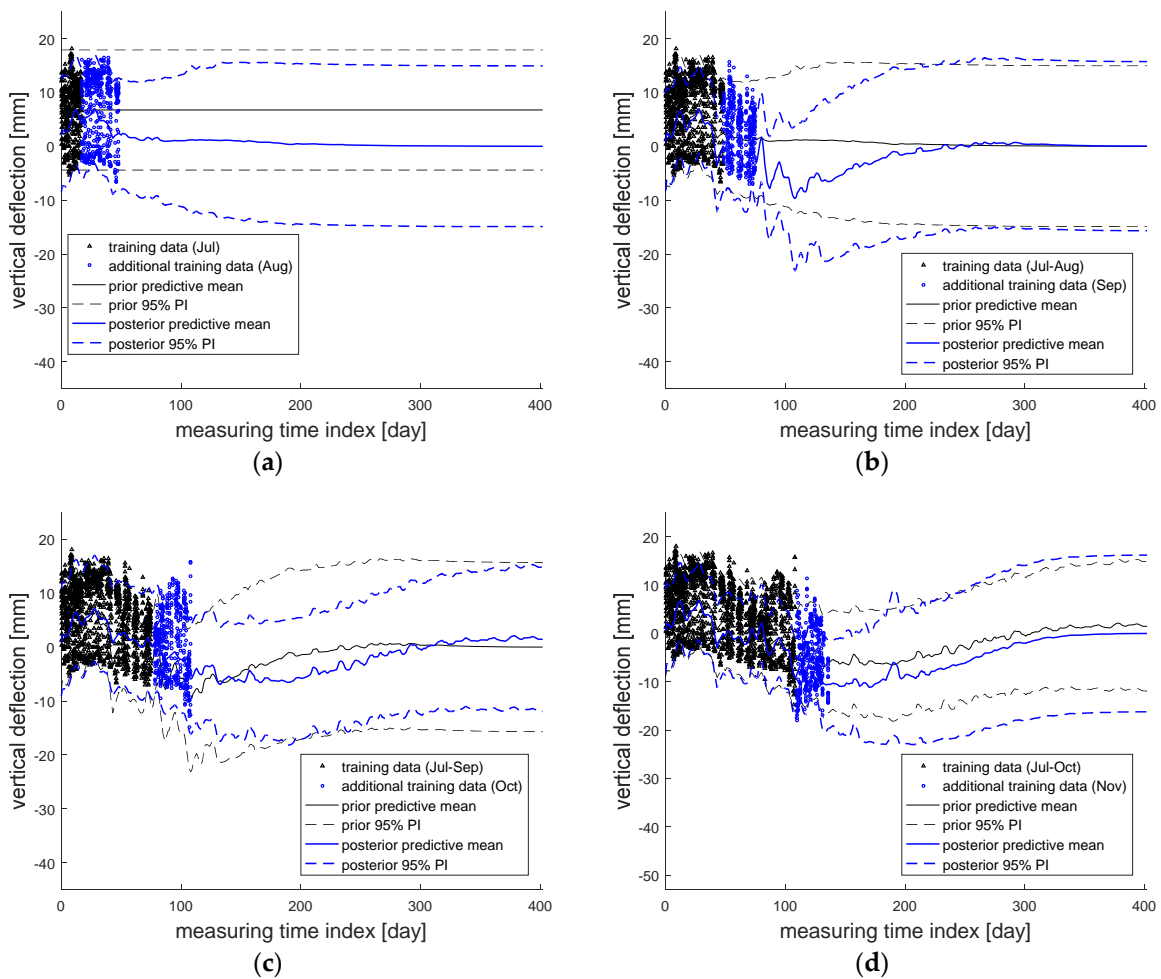 20
10
0
-10
-20
-30
-40
vertical deflection [mm]
training data (Jul)
additional training data (Aug)
prior predictive mean
prior 95% PI
posterior predictive mean
posterior 95% PI
0 100 200 300 400
measuring time index [day]
(a)
20
10
0
-10
-20
-30
-40
vertical deflection [mm]
training data (Jul-Aug)
additional training data (Sep)
prior predictive mean
prior 95% PI
posterior predictive mean
posterior 95% PI
0 100 200 300 400
measuring time index [day]
(b)
20
10
0
-10
-20
-30
-40
vertical deflection [mm]
training data (Jul-Sep)
additional training data (Oct)
prior predictive mean
prior 95% PI
posterior predictive mean
posterior 95% PI
0 100 200 300 400
measuring time index [day]
(c)
20
10
0
-10
-20
-30
-40
-50
vertical deflection [mm]
training data (Jul-Oct)
additional training data (Nov)
prior predictive mean
prior 95% PI
posterior predictive mean
posterior 95% PI
0 100 200 300 400
measuring time index [day]
(d)